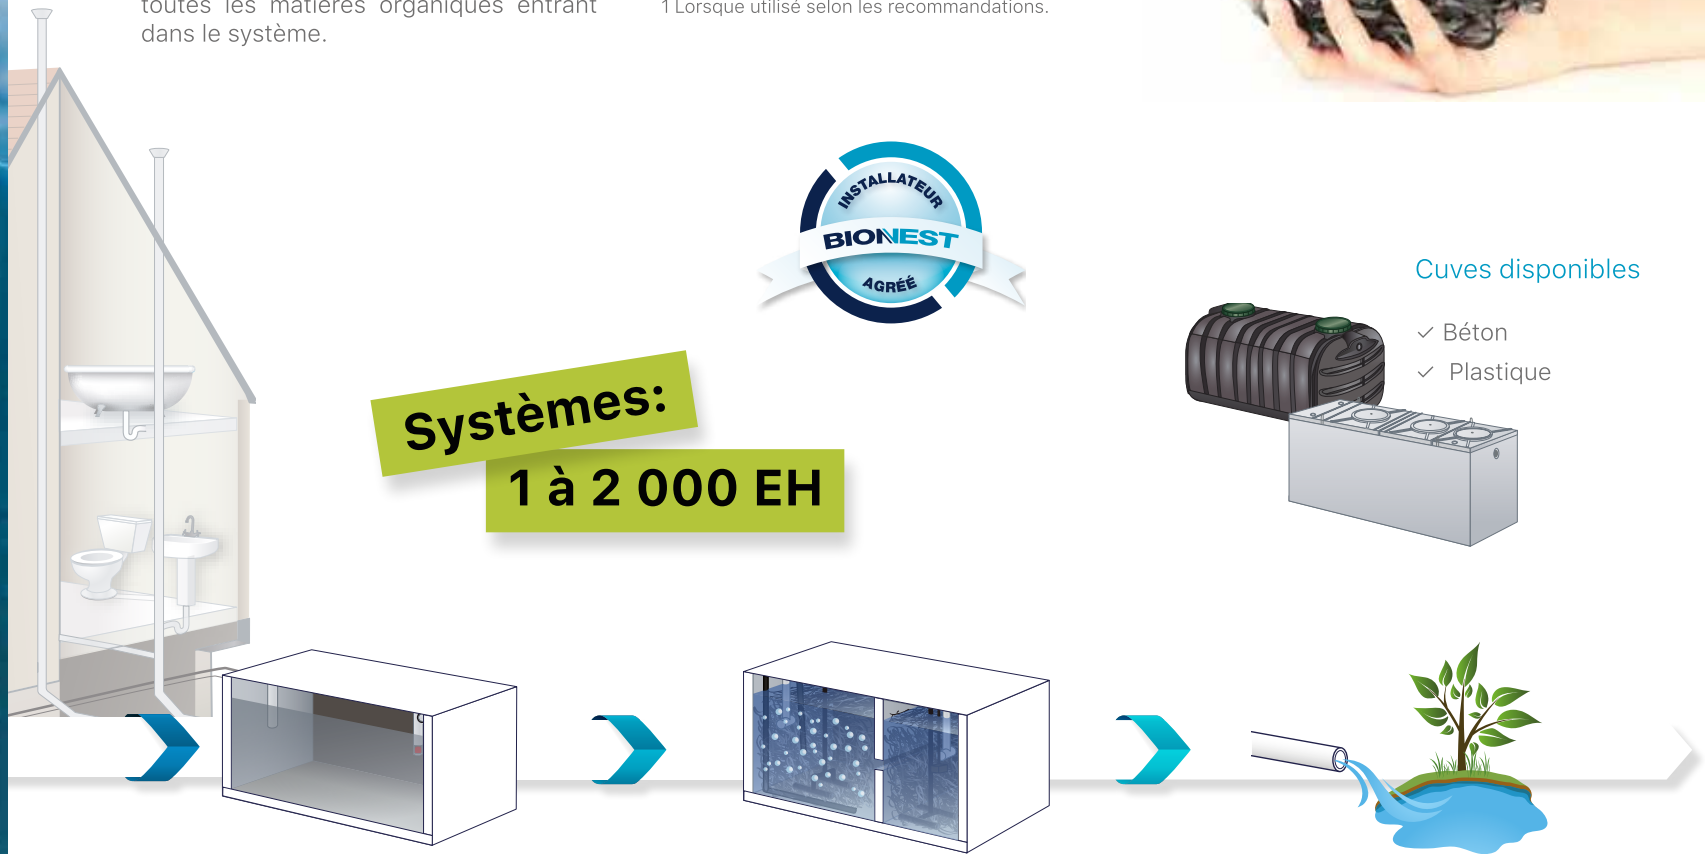 toutes les matières organiques entrant
dans le système.
1 Lorsque utilisé selon les recommandations.
INSTALLATEUR
BIONEST
AGRÉÉ
Cuves disponibles
✓ Béton
✓ Plastique
Systèmes:
1 à 2 000 EH